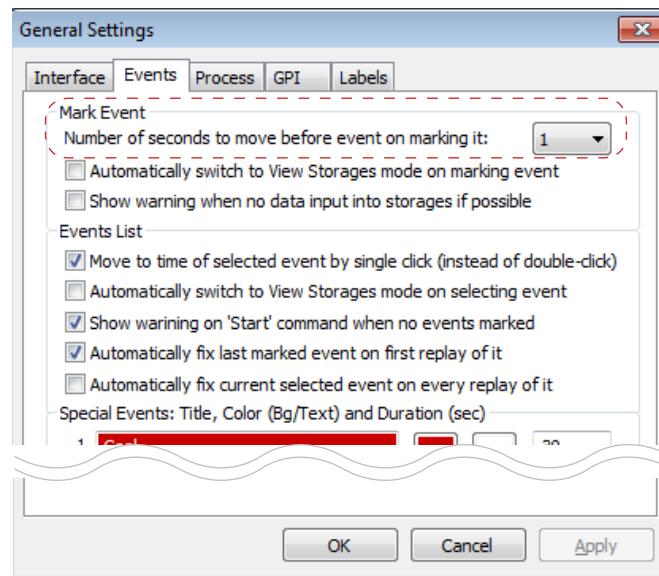 General Settings
Interface Events Process GPI Labels
Mark Event
Number of seconds to move before event on marking it: 1
Automatically switch to View Storages mode on marking event
Show warning when no data input into storages if possible
Events List
Move to time of selected event by single click (instead of double-click)
Automatically switch to View Storages mode on selecting event
Show warining on 'Start' command when no events marked
Automatically fix last marked event on first replay of it
Automatically fix current selected event on every replay of it
Special Events: Title, Color (Bg/Text) and Duration (sec)
OK Cancel Apply